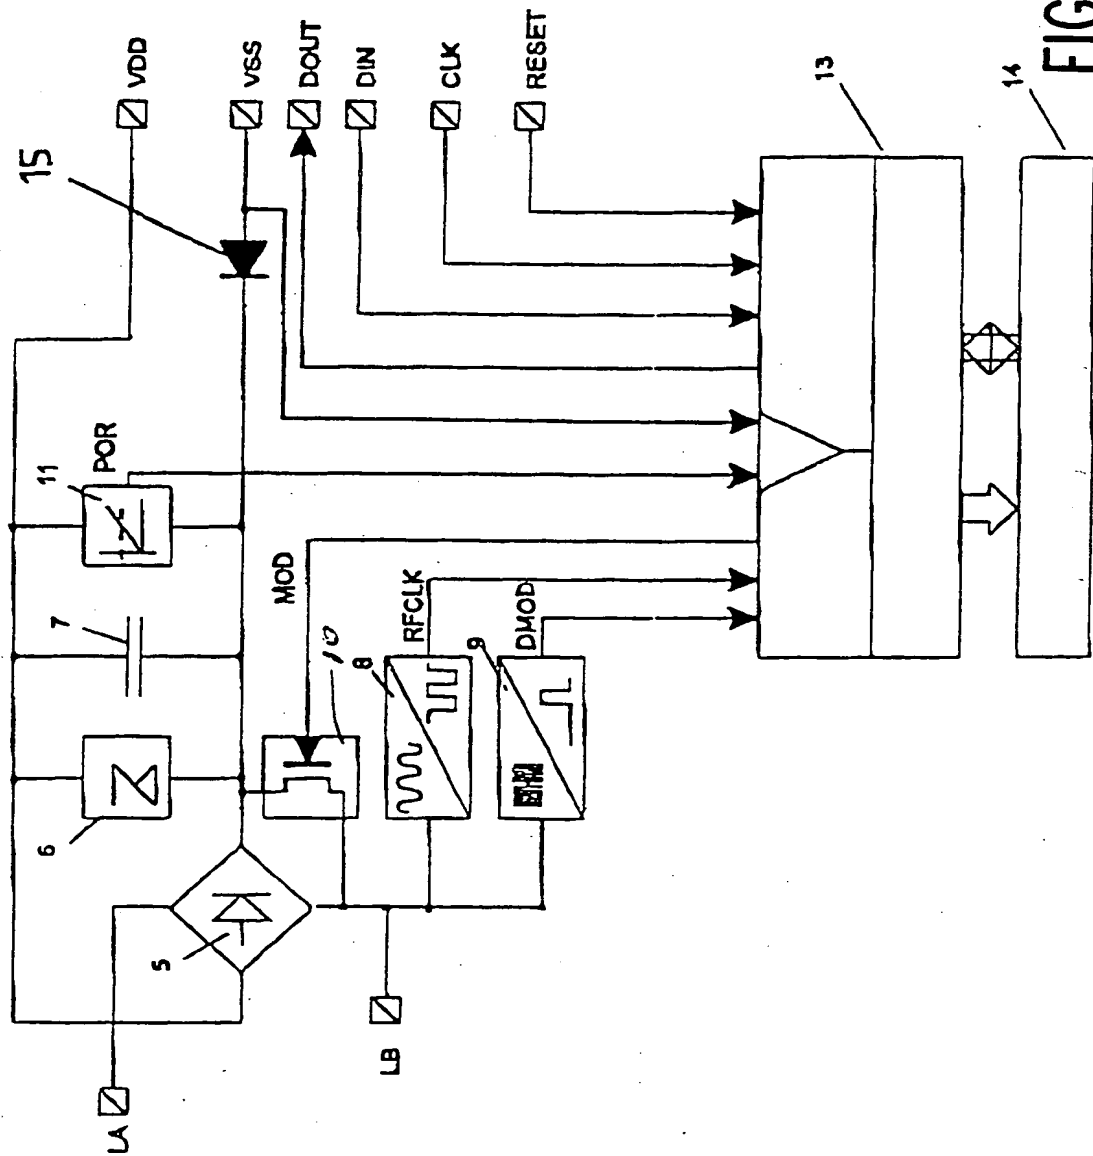 VDD
VSS
DOUT
DIN
CLK
RESET
15
11
POR
7
6
5
MOD
10
8
RFCLK
9
DMOD
LA
LB
13
14
FIG